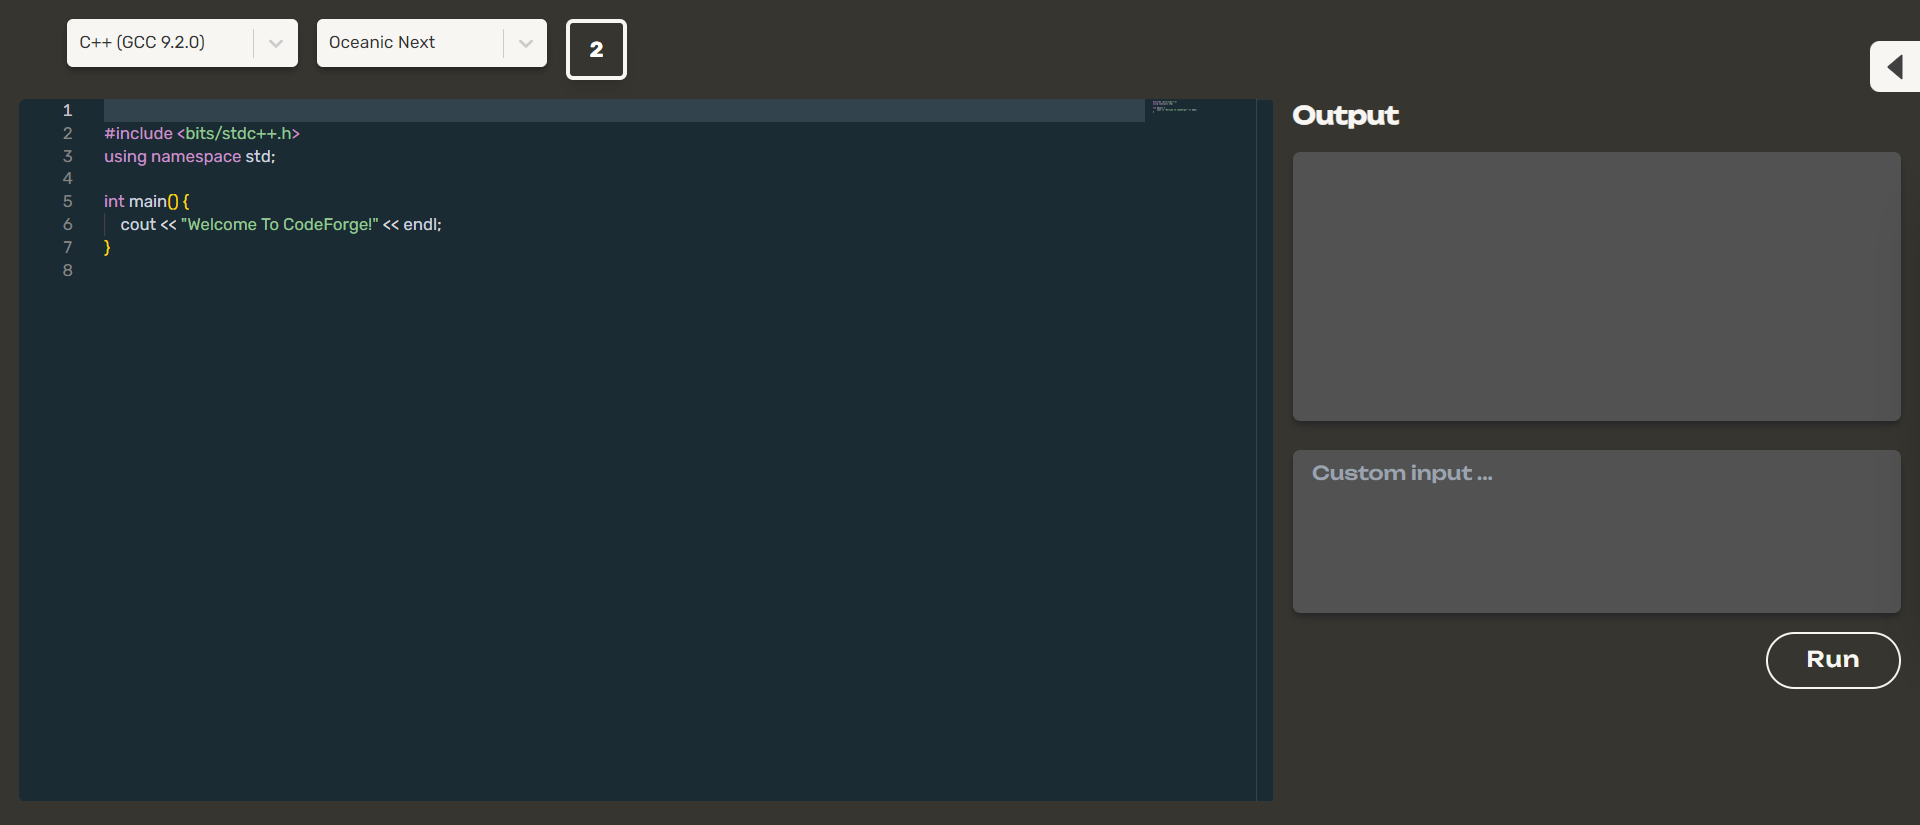 C++ (GCC 9.2.0)
Oceanic Next
2
1
2 #include <bits/stdc++.h>
3 using namespace std;
4
5 int main() {
6 cout << "Welcome To CodeForge!" << endl;
7 }
8
Output
Custom input ...
Run